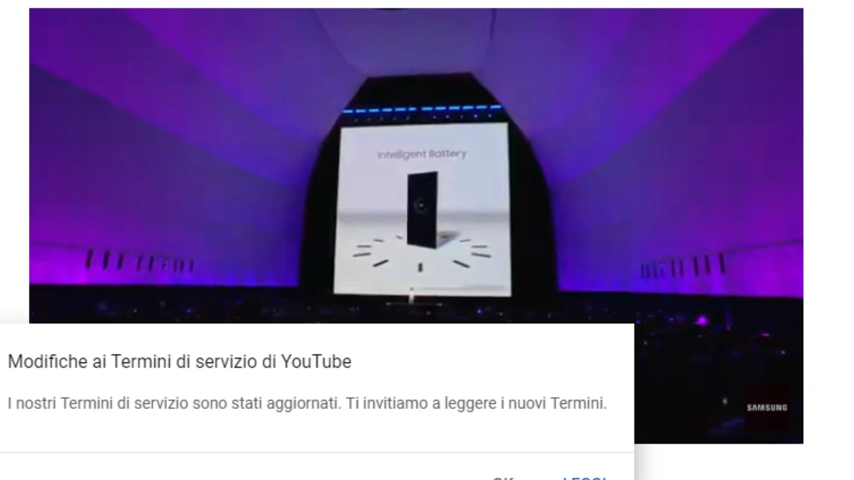 Intelligent Battery
SAMSUNG
Modifiche ai Termini di servizio di YouTube
I nostri Termini di servizio sono stati aggiornati. Ti invitiamo a leggere i nuovi Termini.